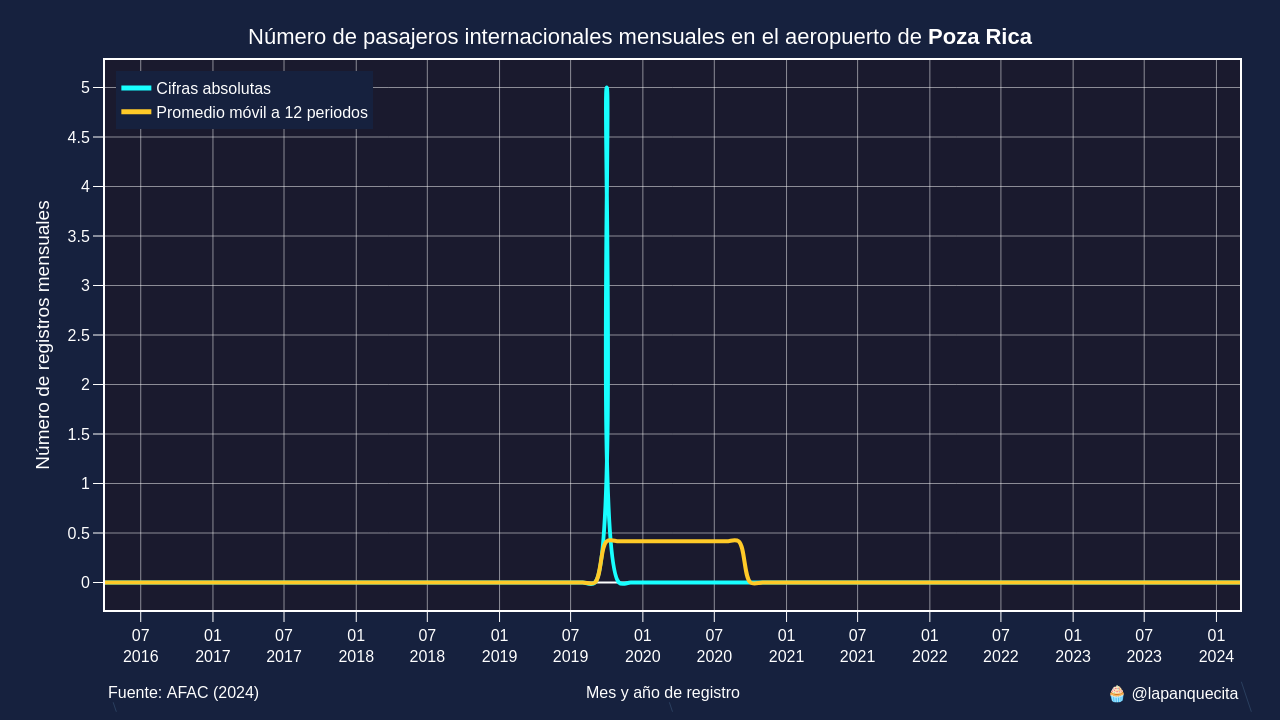 Número de pasajeros internacionales mensuales en el aeropuerto de Poza Rica
Cifras absolutas
Promedio móvil a 12 periodos
Número de registros mensuales
5
4.5
4
3.5
3
2.5
2
1.5
1
0.5
0
07 01 07 01 07 01 07 01 07 01 07 01 07 01 07 01
2016 2017 2017 2018 2018 2019 2019 2020 2020 2021 2021 2022 2022 2023 2023 2024
Fuente: AFAC (2024)
Mes y año de registro
🧁 @lapanquecita